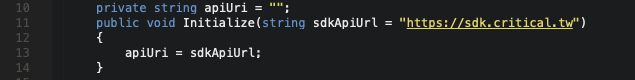 10 private string apiUri = "";
11 public void Initialize(string sdkApiUrl = "https://sdk.critical.tw")
12 {
13 apiUri = sdkApiUrl;
14 }